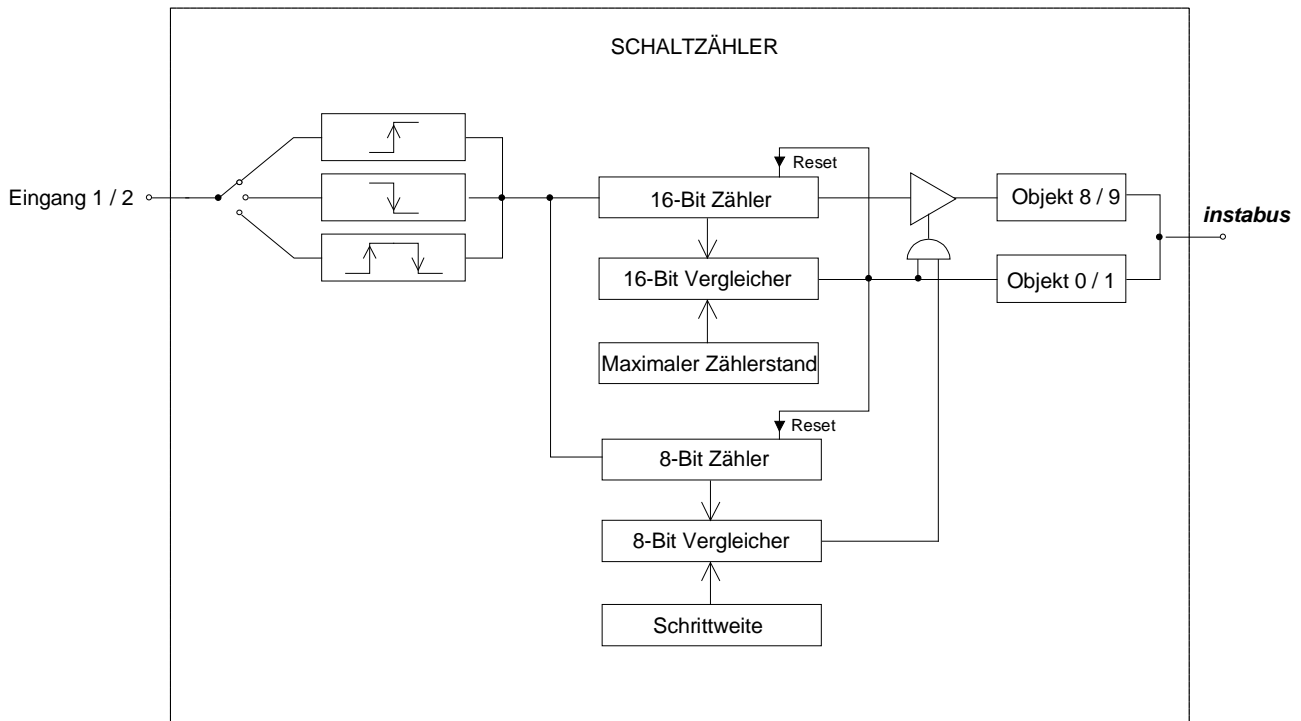 SCHALTZÄHLER
Eingang 1 / 2
Reset
16-Bit Zähler
Objekt 8 / 9
instabus
16-Bit Vergleicher
Objekt 0 / 1
Maximaler Zählerstand
Reset
8-Bit Zähler
8-Bit Vergleicher
Schrittweite